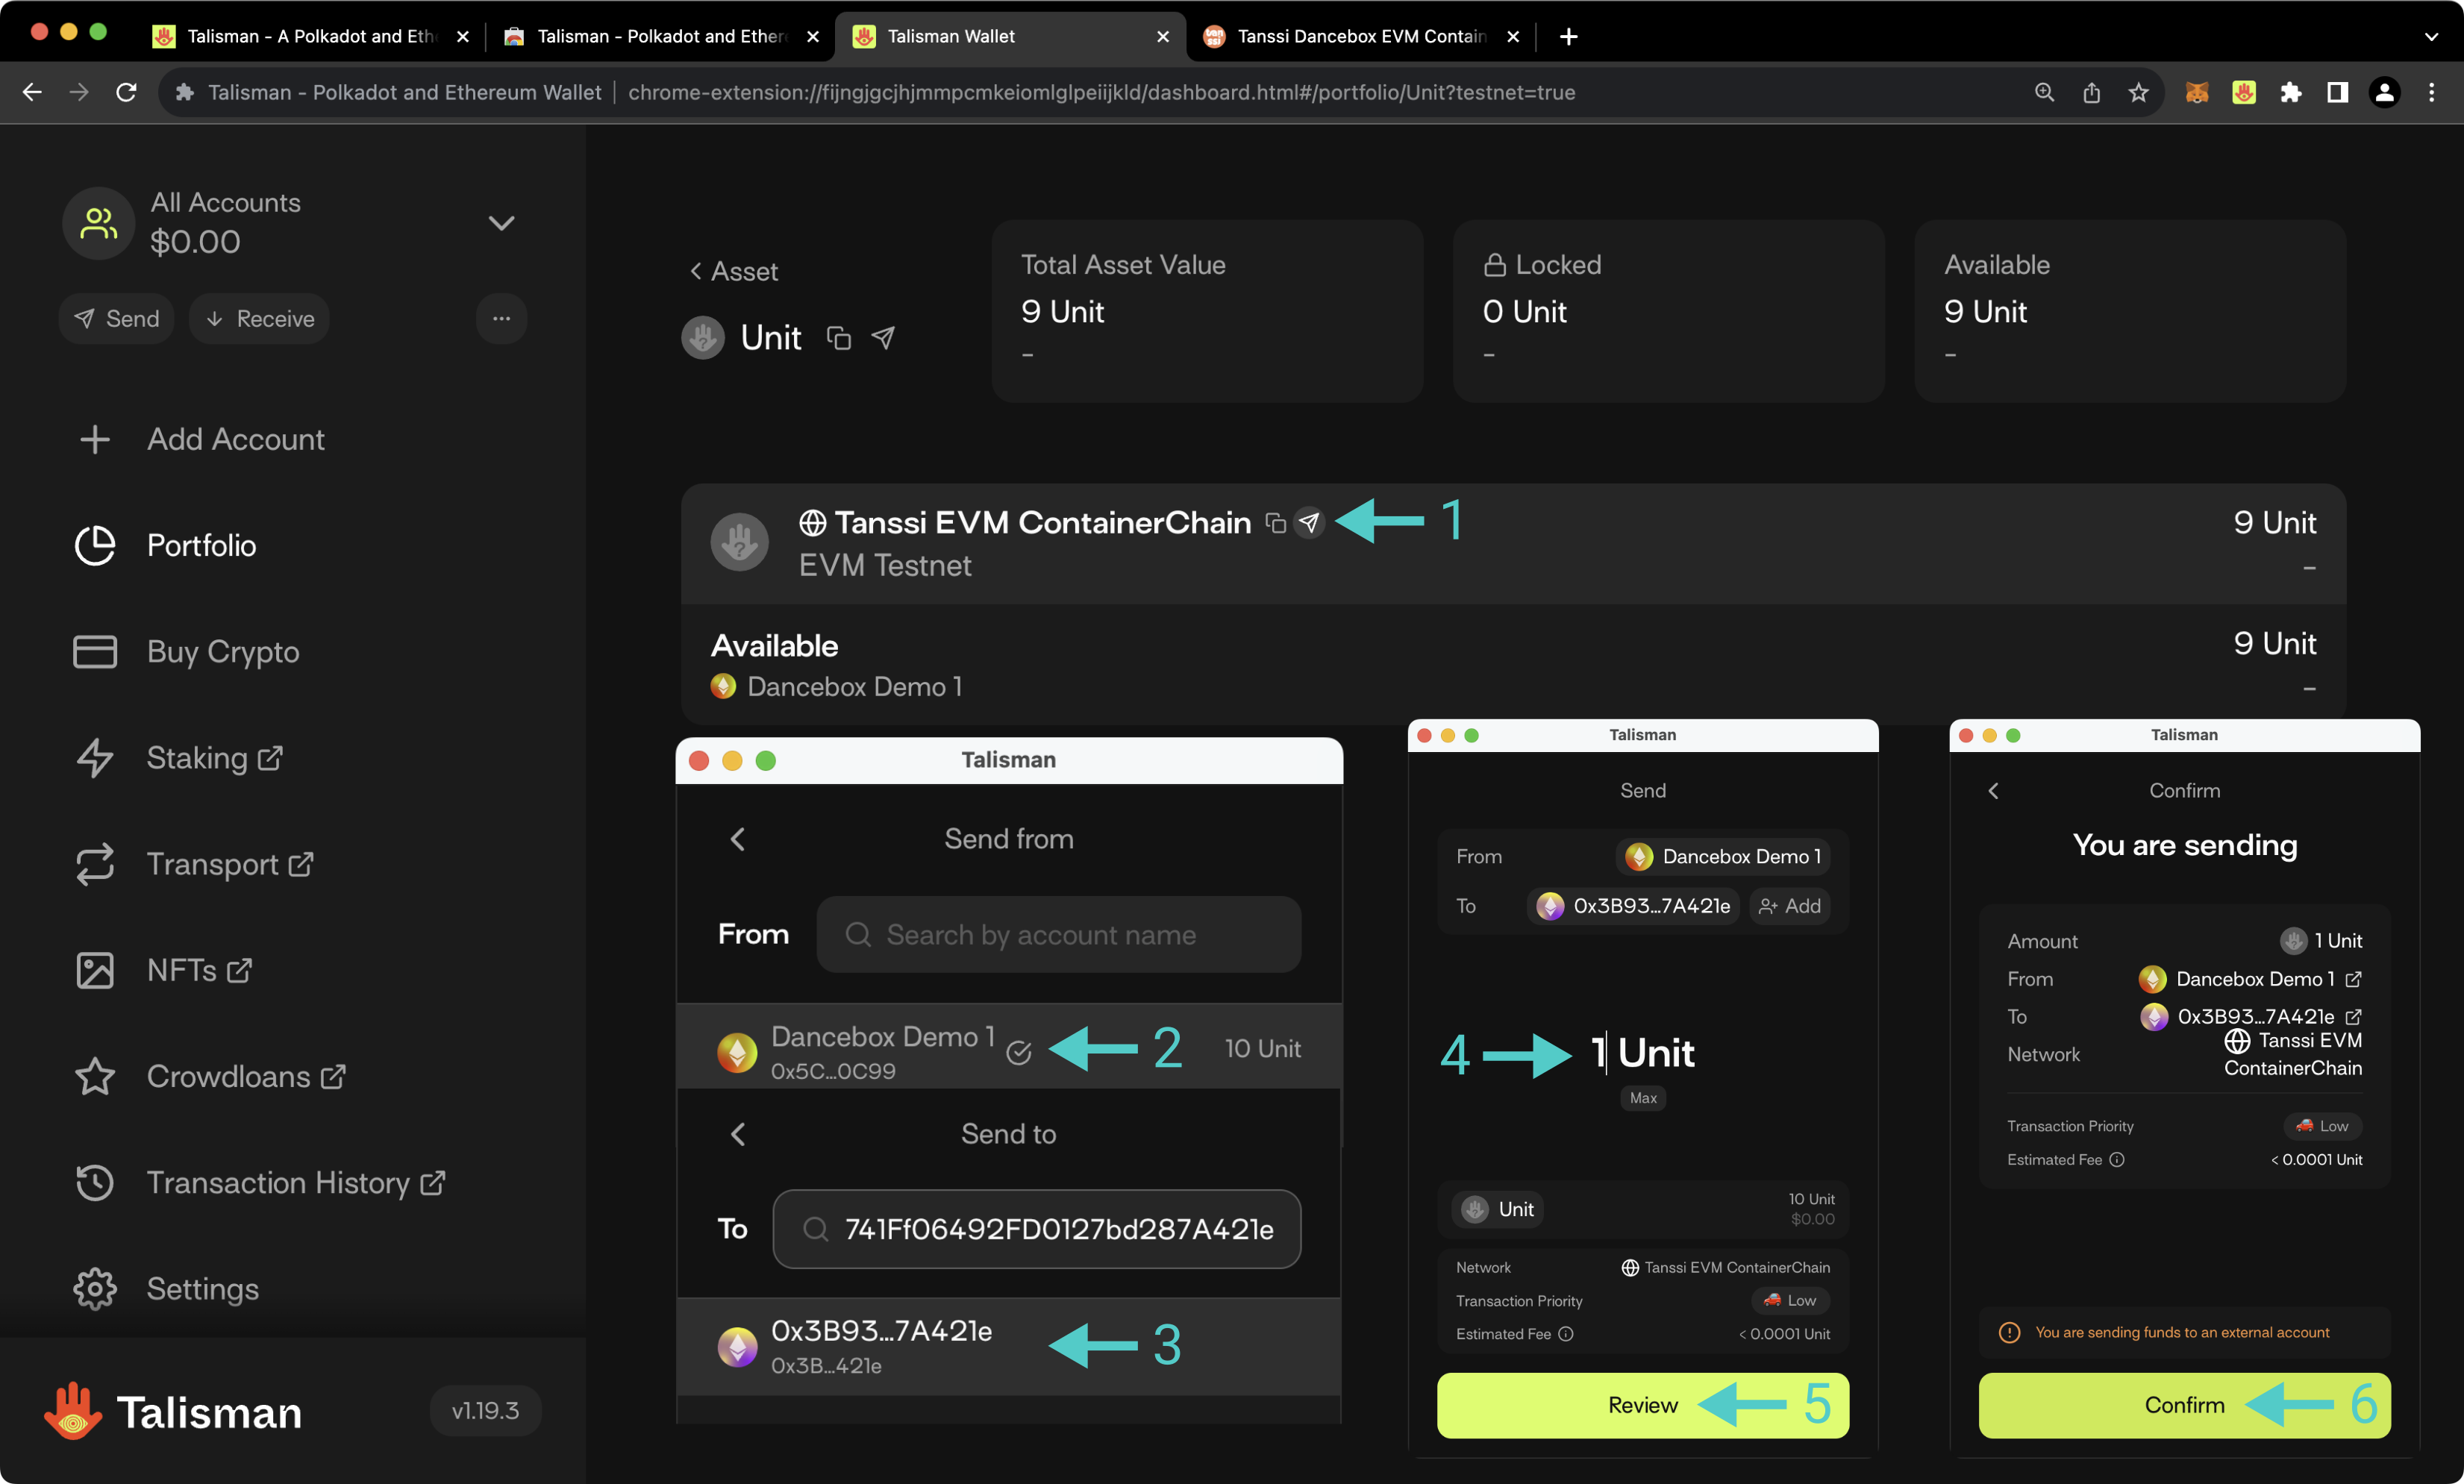 Talisman - A Polkadot and Eth
Talisman - Polkadot and Ether
Talisman Wallet
Tanssi Dancebox EVM Contain
Talisman - Polkadot and Ethereum Wallet
chrome-extension://fijngjgcjhjmmpcmkeiomlglpeiijkld/dashboard.html#/portfolio/Unit?testnet=true
All Accounts
$0.00
Send
Receive
Add Account
Portfolio
Buy Crypto
Staking
Transport
NFTs
Crowdloans
Transaction History
Settings
Talisman
v1.19.3
Asset
Unit
Total Asset Value
9 Unit
-
Locked
0 Unit
-
Available
9 Unit
-
Tanssi EVM ContainerChain
1
9 Unit
EVM Testnet
-
Available
9 Unit
Dancebox Demo 1
-
Talisman
Send from
From
Search by account name
Dancebox Demo 1
0x5C...0C99
2
10 Unit
Send to
To
741Ff06492FD0127bd287A421e
0x3B93...7A421e
0x3B...421e
3
Talisman
Send
From
Dancebox Demo 1
To
0x3B93...7A421e
Add
4
1 Unit
Max
Unit
10 Unit
$0.00
Network
Tanssi EVM ContainerChain
Transaction Priority
Low
Estimated Fee
< 0.0001 Unit
Review
5
Talisman
Confirm
You are sending
Amount
1 Unit
From
Dancebox Demo 1
To
0x3B93...7A421e
Network
Tanssi EVM
ContainerChain
Transaction Priority
Low
Estimated Fee
< 0.0001 Unit
You are sending funds to an external account
Confirm
6